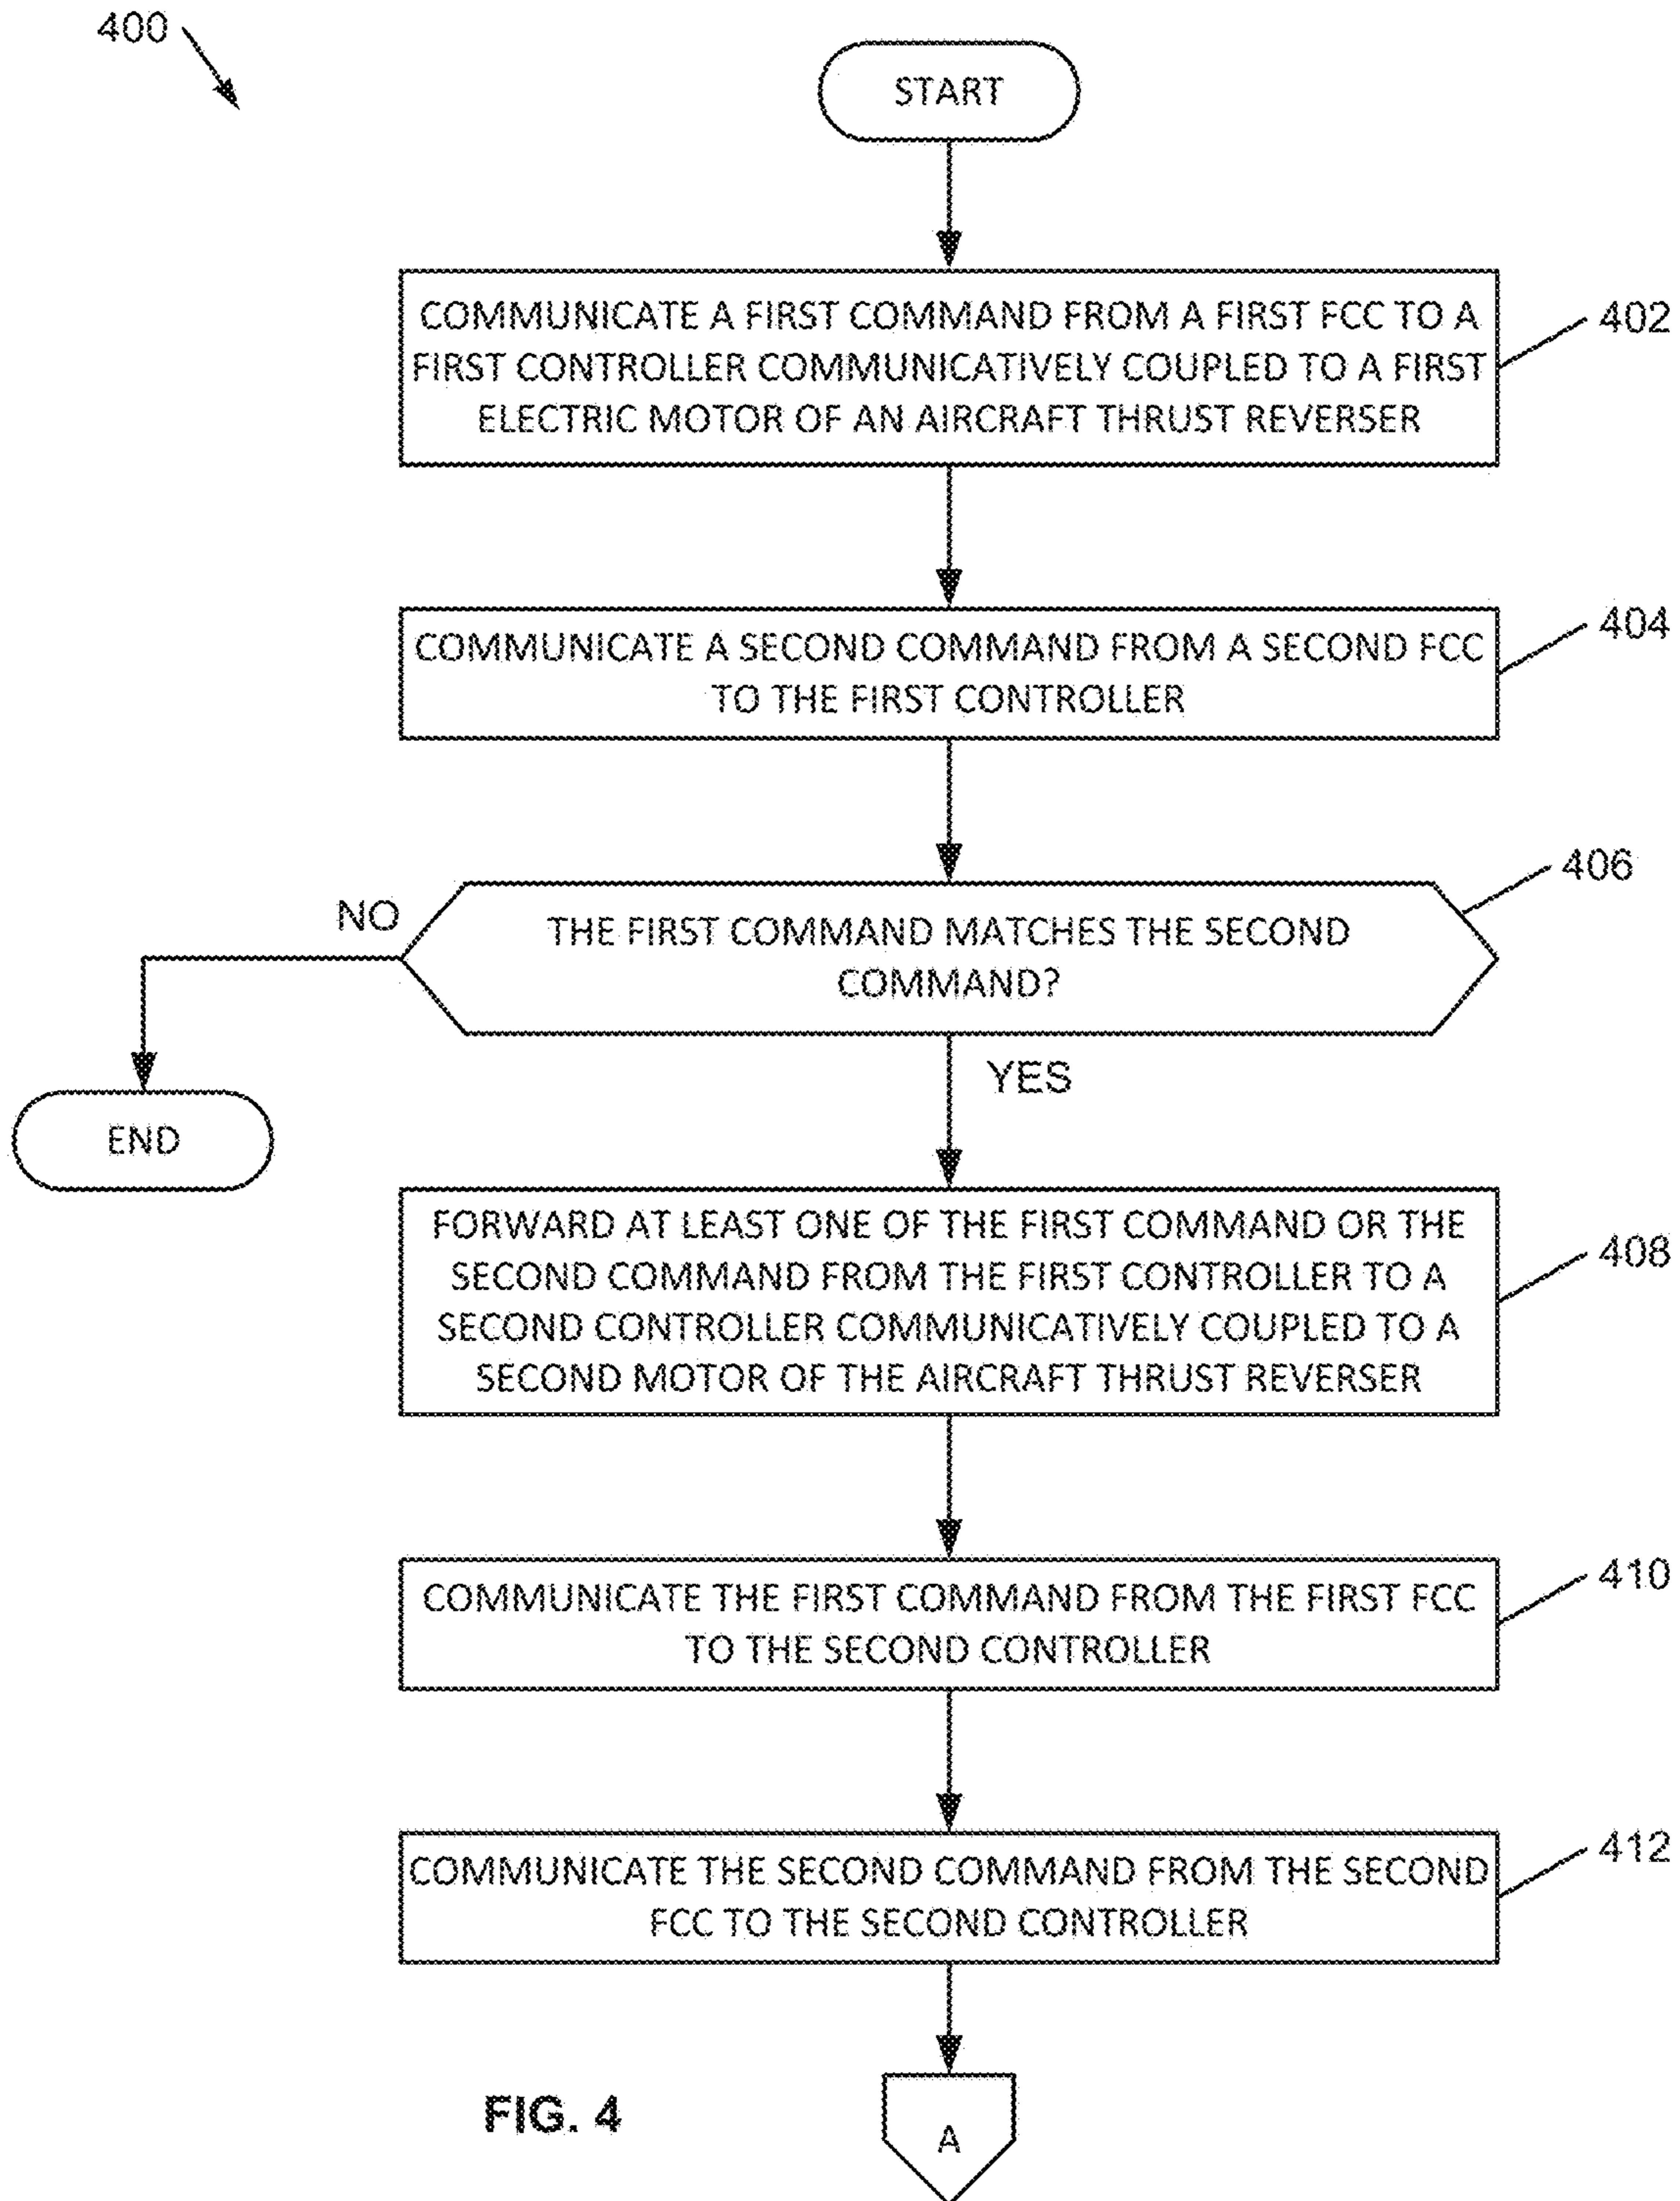 400
START
COMMUNICATE A FIRST COMMAND FROM A FIRST FCC TO A
FIRST CONTROLLER COMMUNICATIVELY COUPLED TO A FIRST
ELECTRIC MOTOR OF AN AIRCRAFT THRUST REVERSER
402
COMMUNICATE A SECOND COMMAND FROM A SECOND FCC
TO THE FIRST CONTROLLER
404
THE FIRST COMMAND MATCHES THE SECOND
COMMAND?
406
NO
END
YES
FORWARD AT LEAST ONE OF THE FIRST COMMAND OR THE
SECOND COMMAND FROM THE FIRST CONTROLLER TO A
SECOND CONTROLLER COMMUNICATIVELY COUPLED TO A
SECOND MOTOR OF THE AIRCRAFT THRUST REVERSER
408
COMMUNICATE THE FIRST COMMAND FROM THE FIRST FCC
TO THE SECOND CONTROLLER
410
COMMUNICATE THE SECOND COMMAND FROM THE SECOND
FCC TO THE SECOND CONTROLLER
412
FIG. 4
A